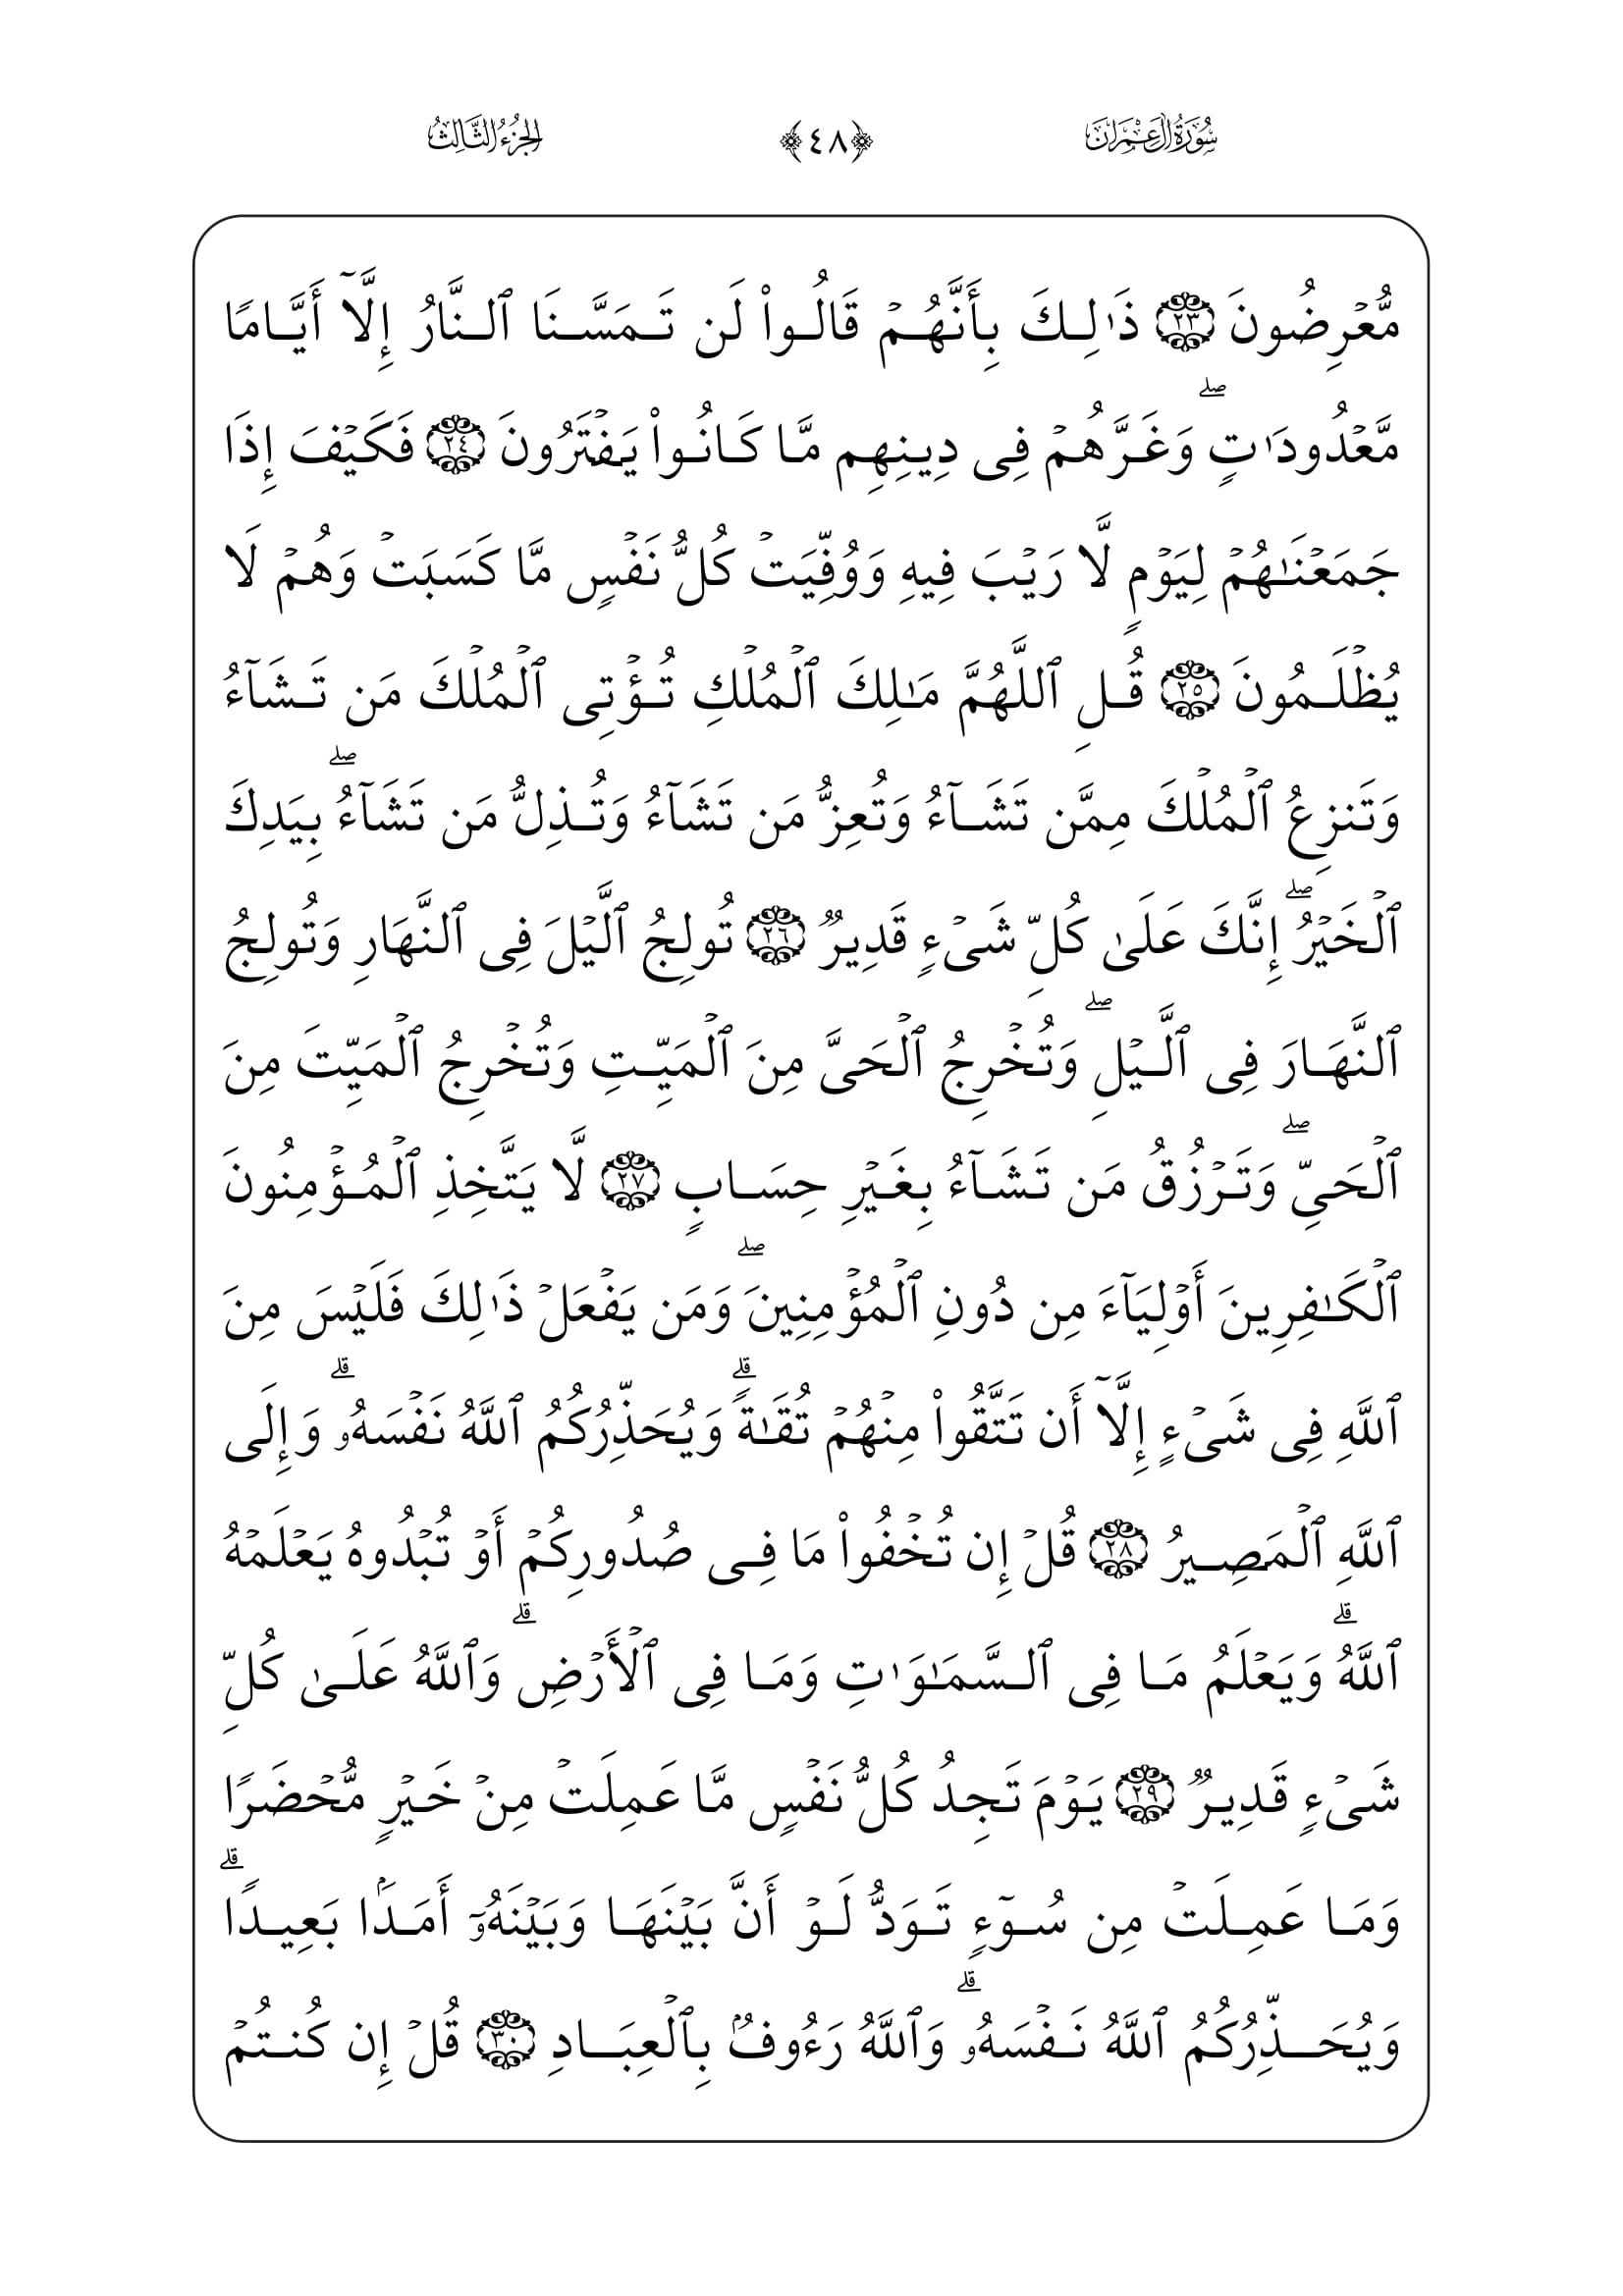 سُورَةُ آلِ عِمْرَانَ ﴿٤٨﴾ الجُزْءُ الثَّالِثُ
مُّعۡرِضُونَ ٢٣ ذَٰلِكَ بِأَنَّهُمۡ قَالُواْ لَن تَمَسَّنَا ٱلنَّارُ إِلَّآ أَيَّامًا
مَّعۡدُودَٰتٍۖ وَغَرَّهُمۡ فِى دِينِهِم مَّا كَانُواْ يَفۡتَرُونَ ٢٤ فَكَيۡفَ إِذَا
جَمَعۡنَٰهُمۡ لِيَوۡمٍ لَّا رَيۡبَ فِيهِ وَوُفِّيَتۡ كُلُّ نَفۡسٍ مَّا كَسَبَتۡ وَهُمۡ لَا
يُظۡلَمُونَ ٢٥ قُلِ ٱللَّهُمَّ مَٰلِكَ ٱلۡمُلۡكِ تُؤۡتِى ٱلۡمُلۡكَ مَن تَشَآءُ
وَتَنزِعُ ٱلۡمُلۡكَ مِمَّن تَشَآءُ وَتُعِزُّ مَن تَشَآءُ وَتُذِلُّ مَن تَشَآءُۖ بِيَدِكَ
ٱلۡخَيۡرُۖ إِنَّكَ عَلَىٰ كُلِّ شَىۡءٍ قَدِيرٌ ٢٦ تُولِجُ ٱلَّيۡلَ فِى ٱلنَّهَارِ وَتُولِجُ
ٱلنَّهَارَ فِى ٱلَّيۡلِۖ وَتُخۡرِجُ ٱلۡحَىَّ مِنَ ٱلۡمَيِّتِ وَتُخۡرِجُ ٱلۡمَيِّتَ مِنَ
ٱلۡحَىِّۖ وَتَرۡزُقُ مَن تَشَآءُ بِغَيۡرِ حِسَابٍ ٢٧ لَّا يَتَّخِذِ ٱلۡمُؤۡمِنُونَ
ٱلۡكَٰفِرِينَ أَوۡلِيَآءَ مِن دُونِ ٱلۡمُؤۡمِنِينَۖ وَمَن يَفۡعَلۡ ذَٰلِكَ فَلَيۡسَ مِنَ
ٱللَّهِ فِى شَىۡءٍ إِلَّآ أَن تَتَّقُواْ مِنۡهُمۡ تُقَىٰةًۗ وَيُحَذِّرُكُمُ ٱللَّهُ نَفۡسَهُۥۗ وَإِلَى
ٱللَّهِ ٱلۡمَصِيرُ ٢٨ قُلۡ إِن تُخۡفُواْ مَا فِى صُدُورِكُمۡ أَوۡ تُبۡدُوهُ يَعۡلَمۡهُ
ٱللَّهُۗ وَيَعۡلَمُ مَا فِى ٱلسَّمَٰوَٰتِ وَمَا فِى ٱلۡأَرۡضِۗ وَٱللَّهُ عَلَىٰ كُلِّ
شَىۡءٍ قَدِيرٌ ٢٩ يَوۡمَ تَجِدُ كُلُّ نَفۡسٍ مَّا عَمِلَتۡ مِنۡ خَيۡرٍ مُّحۡضَرًا
وَمَا عَمِلَتۡ مِن سُوٓءٍ تَوَدُّ لَوۡ أَنَّ بَيۡنَهَا وَبَيۡنَهُۥٓ أَمَدَۢا بَعِيدًاۗ
وَيُحَذِّرُكُمُ ٱللَّهُ نَفۡسَهُۥۗ وَٱللَّهُ رَءُوفُۢ بِٱلۡعِبَادِ ٣٠ قُلۡ إِن كُنتُمۡ